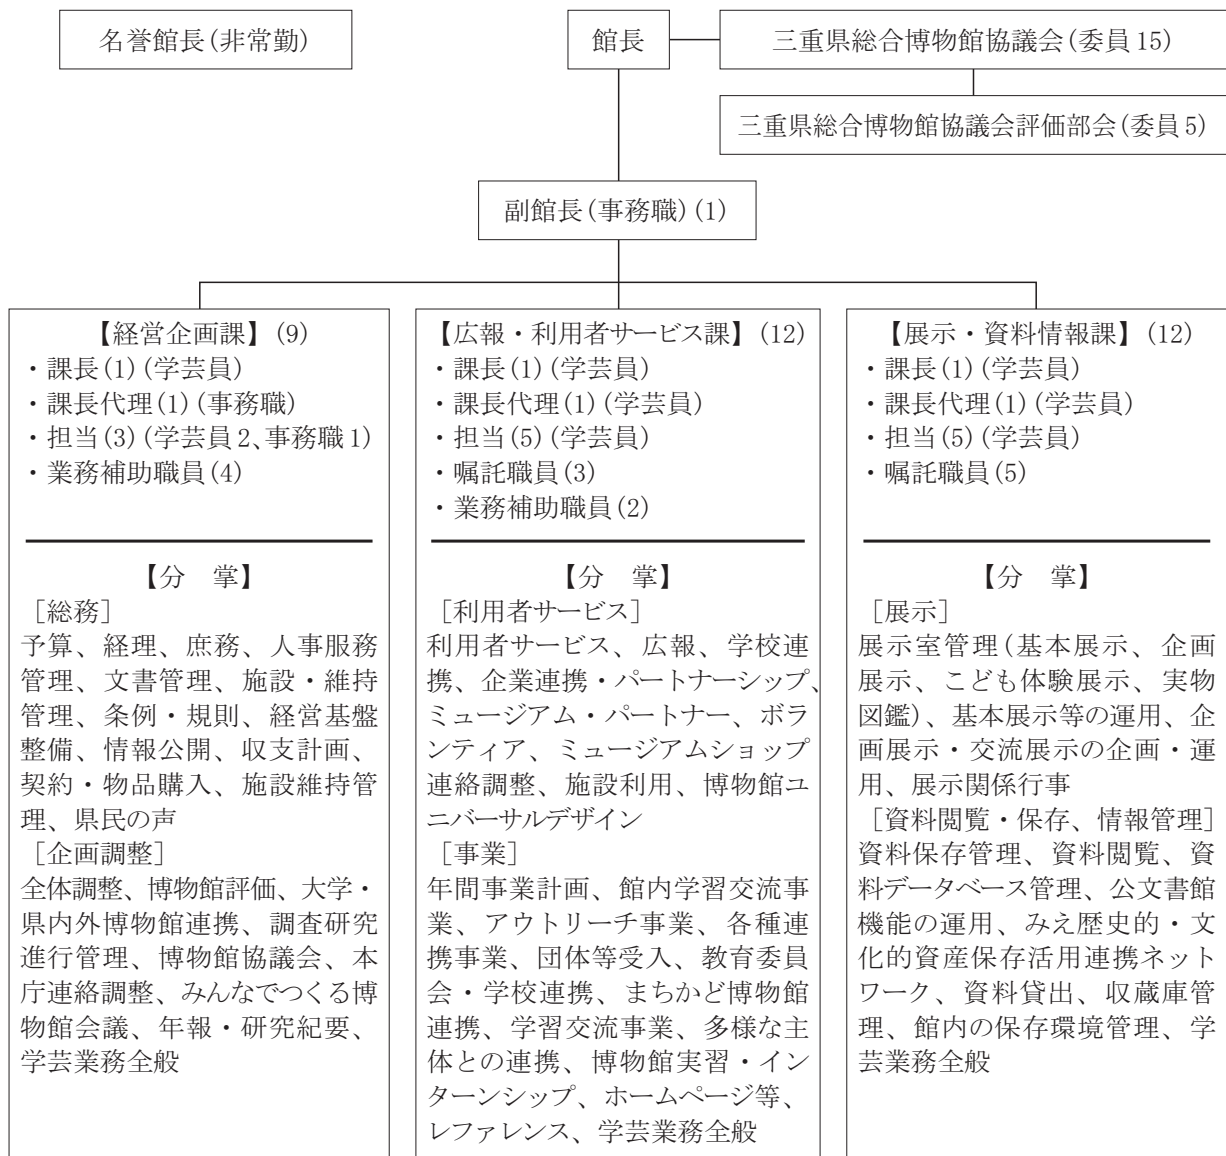 名誉館長(非常勤)
館長
三重県総合博物館協議会(委員15)
三重県総合博物館協議会評価部会(委員5)
副館長(事務職)(1)
【経営企画課】(9)
・課長(1)(学芸員)
・課長代理(1)(事務職)
・担当(3)(学芸員2、事務職1)
・業務補助職員(4)
【分　掌】
［総務］
予算、経理、庶務、人事服務
管理、文書管理、施設・維持
管理、条例・規則、経営基盤
整備、情報公開、収支計画、
契約・物品購入、施設維持管
理、県民の声
［企画調整］
全体調整、博物館評価、大学・
県内外博物館連携、調査研究
進行管理、博物館協議会、本
庁連絡調整、みんなでつくる博
物館会議、年報・研究紀要、
学芸業務全般
【広報・利用者サービス課】(12)
・課長(1)(学芸員)
・課長代理(1)(学芸員)
・担当(5)(学芸員)
・嘱託職員(3)
・業務補助職員(2)
【分　掌】
［利用者サービス］
利用者サービス、広報、学校連
携、企業連携・パートナーシップ、
ミュージアム・パートナー、ボラ
ンティア、ミュージアムショップ
連絡調整、施設利用、博物館ユ
ニバーサルデザイン
［事業］
年間事業計画、館内学習交流事
業、アウトリーチ事業、各種連
携事業、団体等受入、教育委員
会・学校連携、まちかど博物館
連携、学習交流事業、多様な主
体との連携、博物館実習・イン
ターンシップ、ホームページ等、
レファレンス、学芸業務全般
【展示・資料情報課】(12)
・課長(1)(学芸員)
・課長代理(1)(学芸員)
・担当(5)(学芸員)
・嘱託職員(5)
【分　掌】
［展示］
展示室管理(基本展示、企画
展示、こども体験展示、実物
図鑑)、基本展示等の運用、企
画展示・交流展示の企画・運
用、展示関係行事
［資料閲覧・保存、情報管理］
資料保存管理、資料閲覧、資
料データベース管理、公文書館
機能の運用、みえ歴史的・文
化的資産保存活用連携ネット
ワーク、資料貸出、収蔵庫管
理、館内の保存環境管理、学
芸業務全般